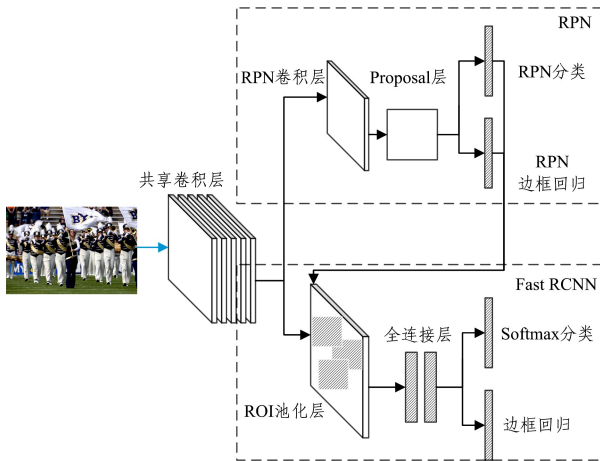 RPN
RPN卷积层
Proposal层
RPN分类
RPN
边框回归
共享卷积层
Fast RCNN
全连接层
Softmax分类
ROI池化层
边框回归